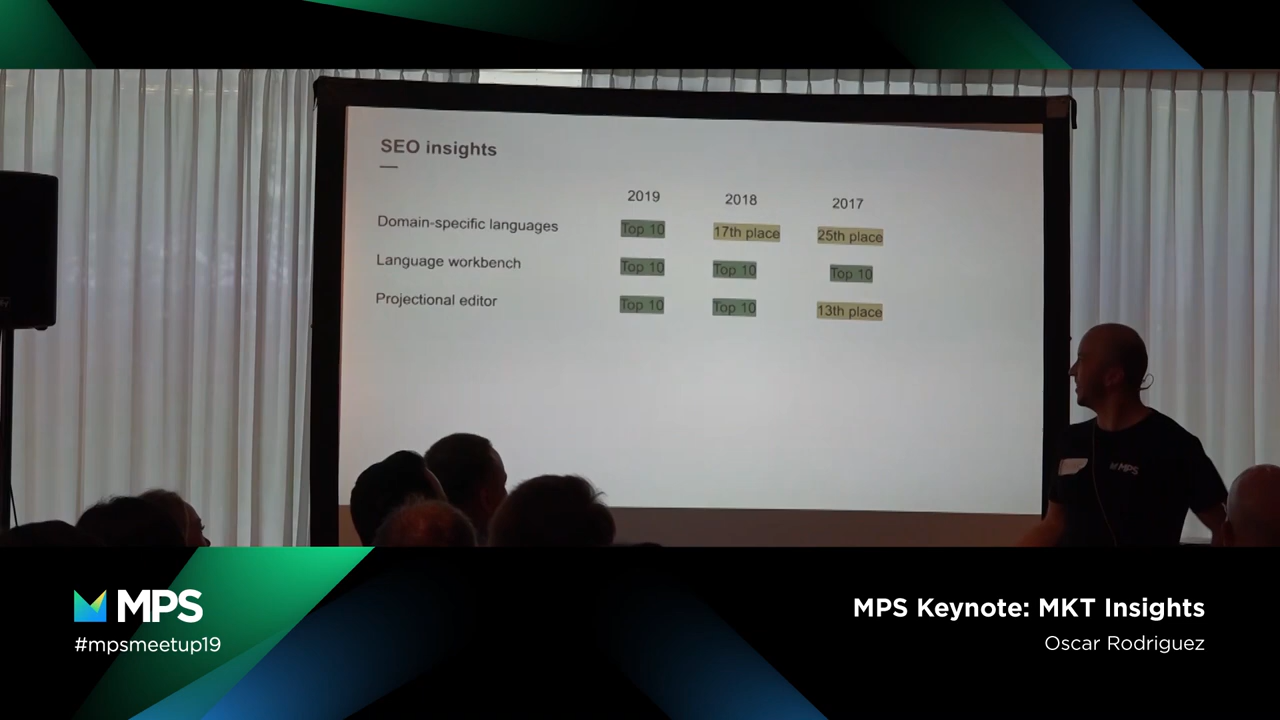 SEO insights
2019 2018 2017
Domain-specific languages Top 10 17th place 25th place
Language workbench Top 10 Top 10 Top 10
Projectional editor Top 10 Top 10 13th place
MPS
MPS
#mpsmeetup19
MPS Keynote: MKT Insights
Oscar Rodriguez